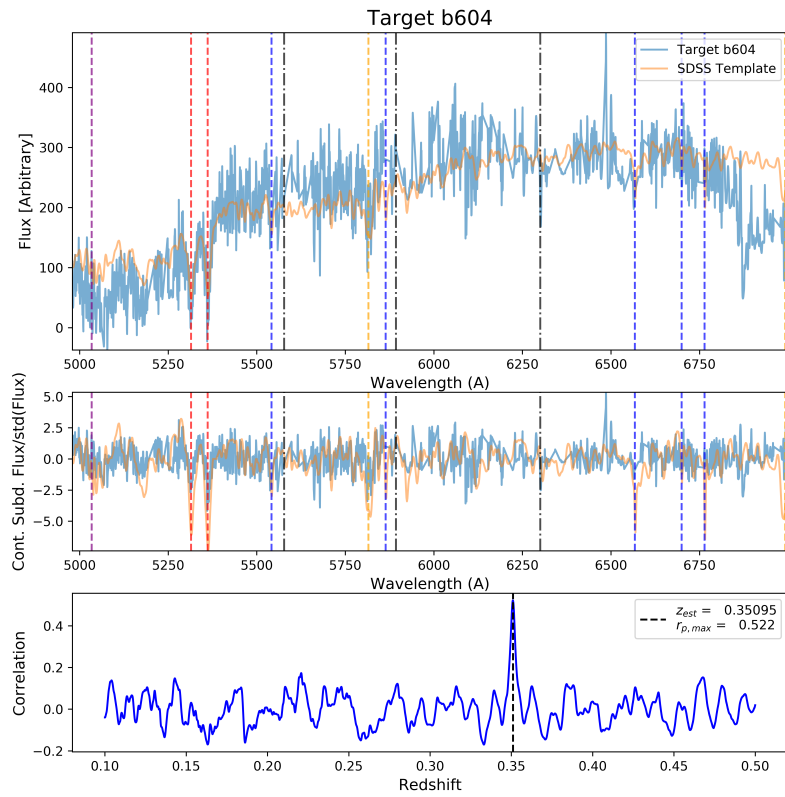 Target b604
Flux [Arbitrary]
400
300
200
100
0
Target b604
SDSS Template
5000 5250 5500 5750 6000 6250 6500 6750
Wavelength (A)
Cont. Subd. Flux/std(Flux)
5.0
2.5
0.0
−2.5
−5.0
5000 5250 5500 5750 6000 6250 6500 6750
Wavelength (A)
Correlation
0.4
0.2
0.0
−0.2
z_est = 0.35095
r_p,max = 0.522
0.10 0.15 0.20 0.25 0.30 0.35 0.40 0.45 0.50
Redshift